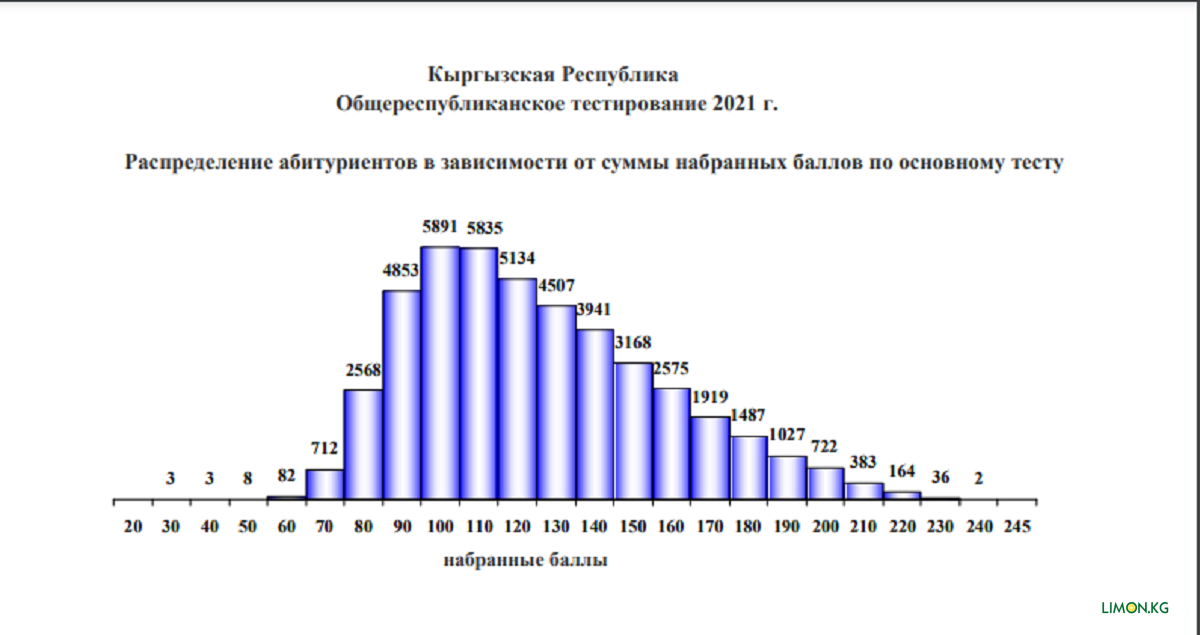 Кыргызская Республика
Общереспубликанское тестирование 2021 г.
Распределение абитуриентов в зависимости от суммы набранных баллов по основному тесту
3 3 8 82 712 2568 4853 5891 5835 5134 4507 3941 3168 2575 1919 1487 1027 722 383 164 36 2
20 30 40 50 60 70 80 90 100 110 120 130 140 150 160 170 180 190 200 210 220 230 240 245
набранные баллы
LIMON.KG